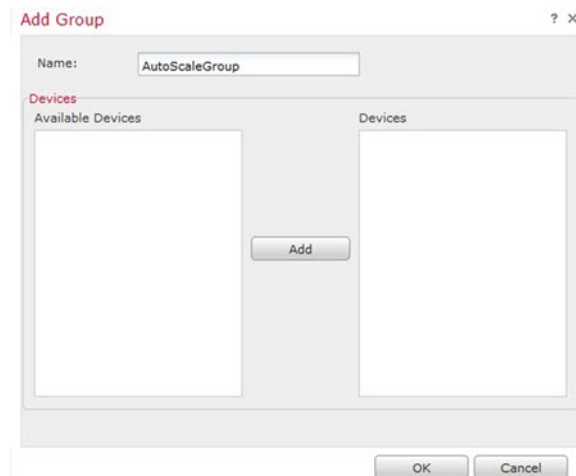 Add Group
? ×
Name:
AutoScaleGroup
Devices
Available Devices
Devices
Add
OK
Cancel